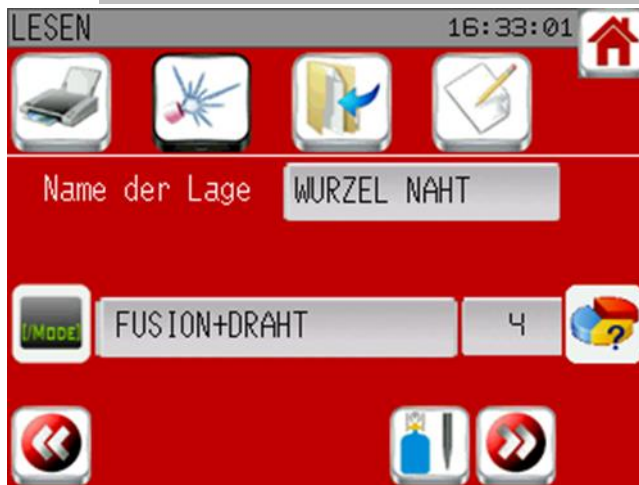 LESEN 16:33:01
Name der Lage WURZEL NAHT
[/MODE] FUSION+DRAHT 4
?